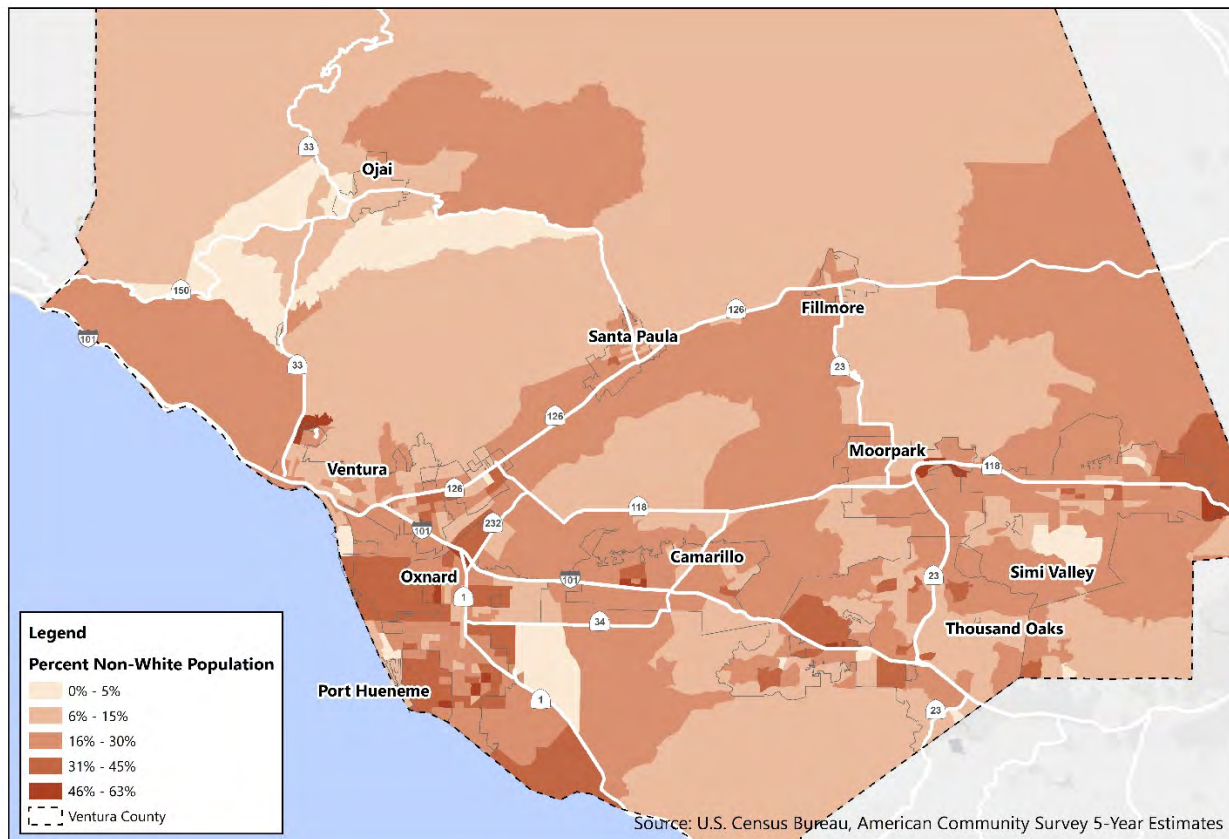 33
Ojai
150
101
33
Santa Paula
126
Fillmore
23
126
Ventura
126
Moorpark
118
232
101
118
Camarillo
Oxnard
101
1
34
23
Simi Valley
Thousand Oaks
Port Hueneme
1
23
Legend
Percent Non-White Population
0% - 5%
6% - 15%
16% - 30%
31% - 45%
46% - 63%
Ventura County
Source: U.S. Census Bureau, American Community Survey 5-Year Estimates